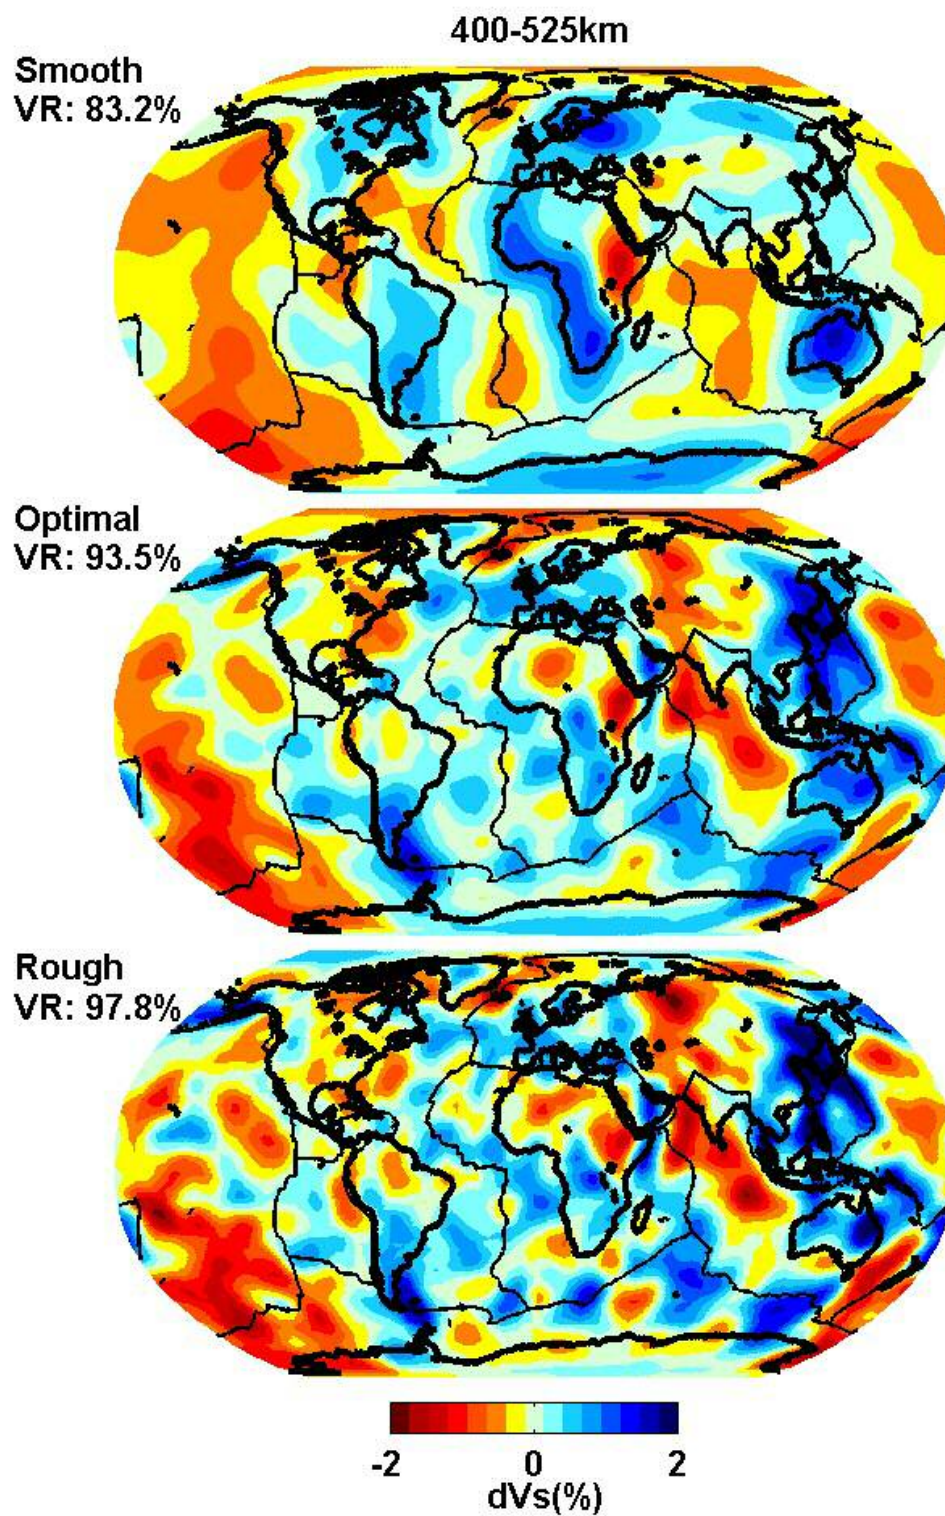 400-525km
Smooth
VR: 83.2%
Optimal
VR: 93.5%
Rough
VR: 97.8%
-2 0 2
dVs(%)